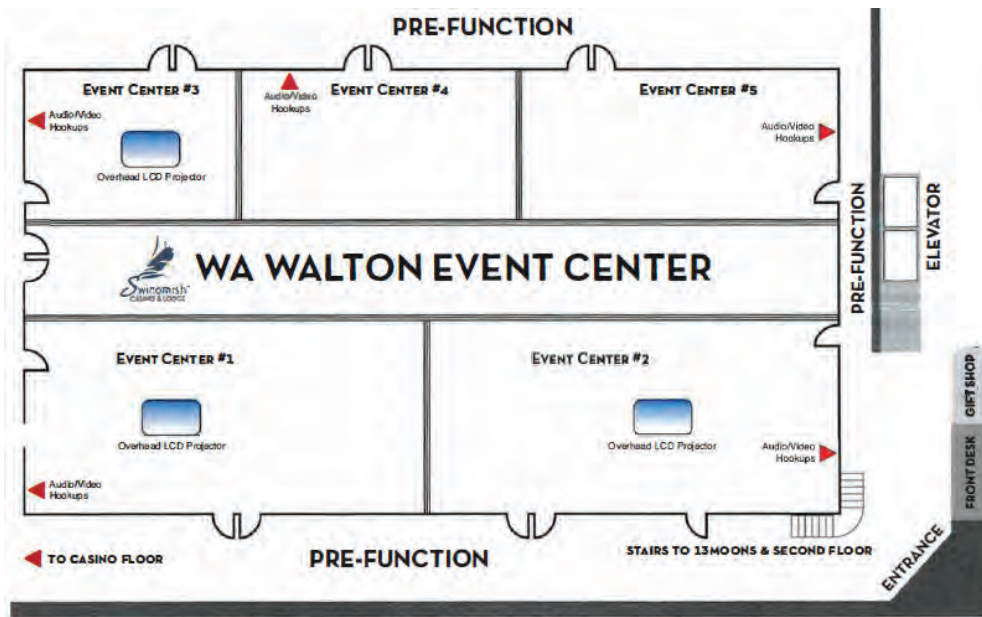 PRE-FUNCTION
EVENT CENTER #3
EVENT CENTER #4
EVENT CENTER #5
Audio/Video
Hookups
Audio/Video
Hookups
Audio/Video
Hookups
Overhead LCD Projector
PRE-FUNCTION
ELEVATOR
WA WALTON EVENT CENTER
Swinomish
CASINO & LODGE
EVENT CENTER #1
EVENT CENTER #2
Overhead LCD Projector
Overhead LCD Projector
Audio/Video
Hookups
Audio/Video
Hookups
GIFT SHOP
FRONT DESK
TO CASINO FLOOR
PRE-FUNCTION
STAIRS TO 13MOONS & SECOND FLOOR
ENTRANCE